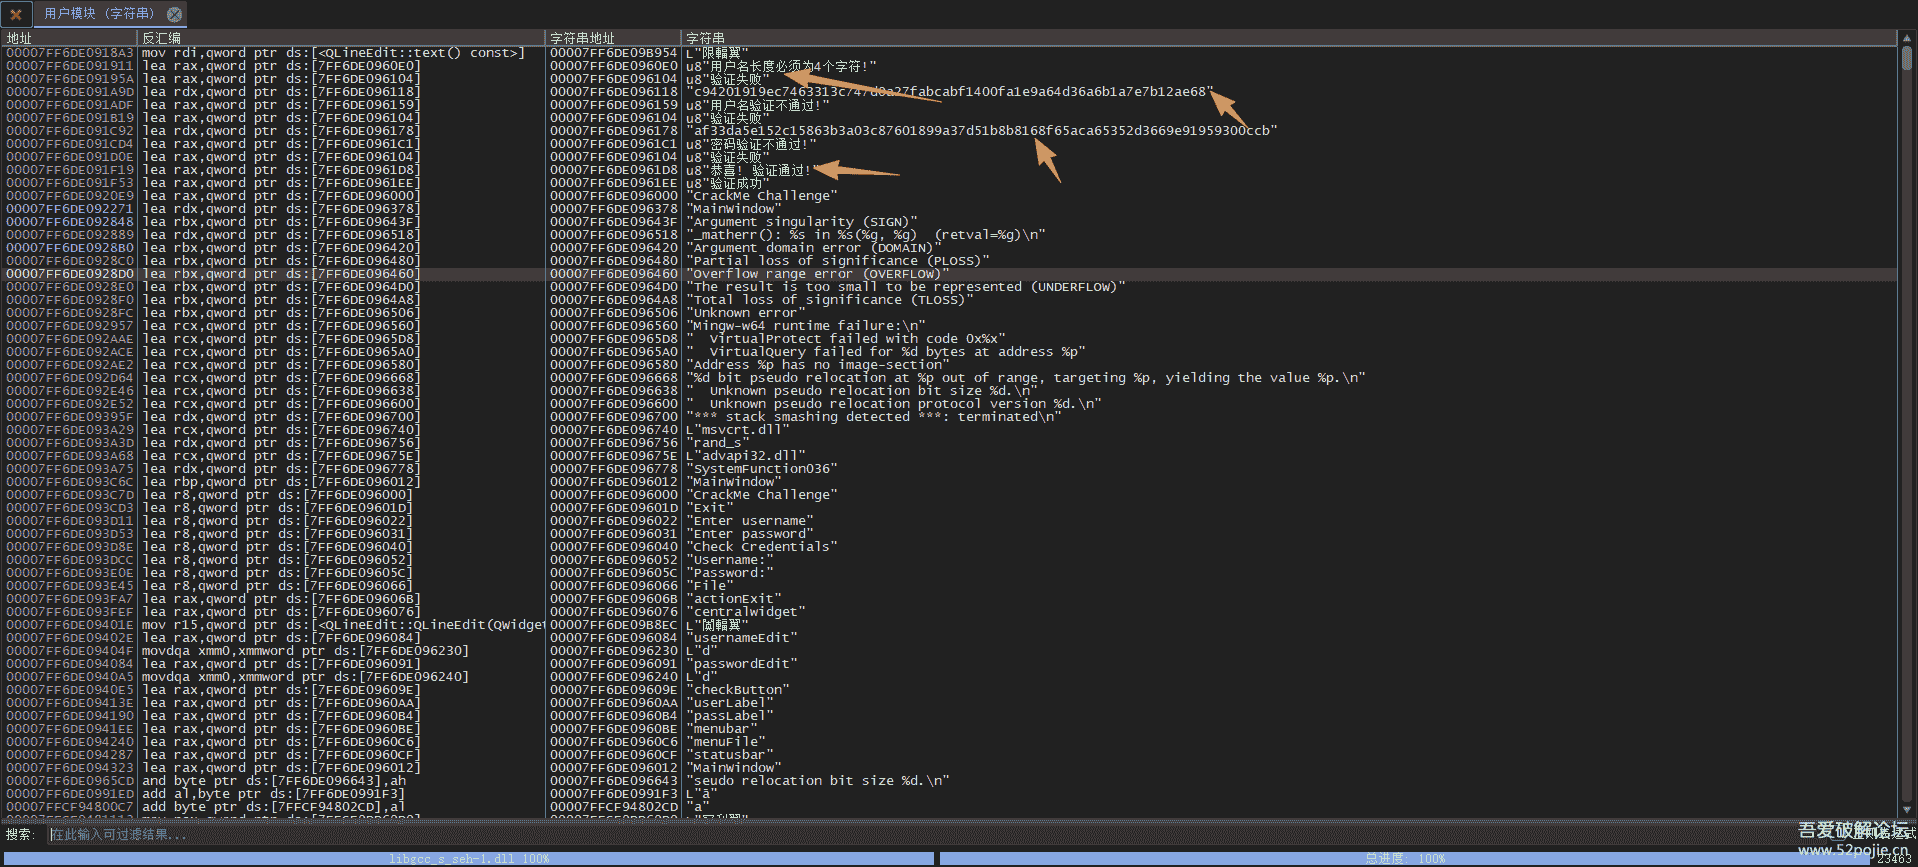 用户模块 (字符串)
地址 反汇编 字符串地址 字符串
00007FF6DE0918A3 mov rdi,qword ptr ds:[<QLineEdit::text() const>] 00007FF6DE09B954 L"限輻翼"
00007FF6DE091911 lea rax,qword ptr ds:[7FF6DE0960E0] 00007FF6DE0960E0 u8"用户名长度必须为4个字符!"
00007FF6DE09195A lea rax,qword ptr ds:[7FF6DE096104] 00007FF6DE096104 u8"验证失败"
00007FF6DE091A9D lea rdx,qword ptr ds:[7FF6DE096118] 00007FF6DE096118 "c94201919ec7463313c747d0a27fabcabf1400fa1e9a64d36a6b1a7e7b12ae68"
00007FF6DE091ADF lea rax,qword ptr ds:[7FF6DE096159] 00007FF6DE096159 u8"用户名验证不通过!"
00007FF6DE091B19 lea rax,qword ptr ds:[7FF6DE096104] 00007FF6DE096104 u8"验证失败"
00007FF6DE091C92 lea rdx,qword ptr ds:[7FF6DE096178] 00007FF6DE096178 "af33da5e152c15863b3a03c87601899a37d51b8b8168f65aca65352d3669e91959300ccb"
00007FF6DE091CD4 lea rax,qword ptr ds:[7FF6DE0961C1] 00007FF6DE0961C1 u8"密码验证不通过!"
00007FF6DE091D0E lea rax,qword ptr ds:[7FF6DE096104] 00007FF6DE096104 u8"验证失败"
00007FF6DE091F19 lea rax,qword ptr ds:[7FF6DE0961D8] 00007FF6DE0961D8 u8"恭喜! 验证通过!"
00007FF6DE091F53 lea rax,qword ptr ds:[7FF6DE0961EE] 00007FF6DE0961EE u8"验证成功"
00007FF6DE0920E9 lea rax,qword ptr ds:[7FF6DE096000] 00007FF6DE096000 "CrackMe Challenge"
00007FF6DE092271 lea rdx,qword ptr ds:[7FF6DE096378] 00007FF6DE096378 "MainWindow"
00007FF6DE092848 lea rbx,qword ptr ds:[7FF6DE09643F] 00007FF6DE09643F "Argument singularity (SIGN)"
00007FF6DE092889 lea rdx,qword ptr ds:[7FF6DE096518] 00007FF6DE096518 "_matherr(): %s in %s(%g, %g)  (retval=%g)\n"
00007FF6DE0928B0 lea rbx,qword ptr ds:[7FF6DE096420] 00007FF6DE096420 "Argument domain error (DOMAIN)"
00007FF6DE0928C0 lea rbx,qword ptr ds:[7FF6DE096480] 00007FF6DE096480 "Partial loss of significance (PLOSS)"
00007FF6DE0928D0 lea rbx,qword ptr ds:[7FF6DE096460] 00007FF6DE096460 "Overflow range error (OVERFLOW)"
00007FF6DE0928E0 lea rbx,qword ptr ds:[7FF6DE0964D0] 00007FF6DE0964D0 "The result is too small to be represented (UNDERFLOW)"
00007FF6DE0928F0 lea rbx,qword ptr ds:[7FF6DE0964A8] 00007FF6DE0964A8 "Total loss of significance (TLOSS)"
00007FF6DE0928FC lea rbx,qword ptr ds:[7FF6DE096506] 00007FF6DE096506 "Unknown error"
00007FF6DE092957 lea rcx,qword ptr ds:[7FF6DE096560] 00007FF6DE096560 "Mingw-w64 runtime failure:\n"
00007FF6DE092AAE lea rcx,qword ptr ds:[7FF6DE0965D8] 00007FF6DE0965D8 "  VirtualProtect failed with code 0x%x"
00007FF6DE092ACE lea rcx,qword ptr ds:[7FF6DE0965A0] 00007FF6DE0965A0 "  VirtualQuery failed for %d bytes at address %p"
00007FF6DE092AE2 lea rcx,qword ptr ds:[7FF6DE096580] 00007FF6DE096580 "Address %p has no image-section"
00007FF6DE092D64 lea rcx,qword ptr ds:[7FF6DE096668] 00007FF6DE096668 "%d bit pseudo relocation at %p out of range, targeting %p, yielding the value %p.\n"
00007FF6DE092E46 lea rcx,qword ptr ds:[7FF6DE096638] 00007FF6DE096638 "  Unknown pseudo relocation bit size %d.\n"
00007FF6DE092E52 lea rcx,qword ptr ds:[7FF6DE096600] 00007FF6DE096600 "  Unknown pseudo relocation protocol version %d.\n"
00007FF6DE09395F lea rdx,qword ptr ds:[7FF6DE096700] 00007FF6DE096700 "*** stack smashing detected ***: terminated\n"
00007FF6DE093A29 lea rcx,qword ptr ds:[7FF6DE096740] 00007FF6DE096740 L"msvcrt.dll"
00007FF6DE093A3D lea rdx,qword ptr ds:[7FF6DE096756] 00007FF6DE096756 "rand_s"
00007FF6DE093A68 lea rcx,qword ptr ds:[7FF6DE09675E] 00007FF6DE09675E L"advapi32.dll"
00007FF6DE093A75 lea rdx,qword ptr ds:[7FF6DE096778] 00007FF6DE096778 "SystemFunction036"
00007FF6DE093C6C lea rbp,qword ptr ds:[7FF6DE096012] 00007FF6DE096012 "MainWindow"
00007FF6DE093C7D lea r8,qword ptr ds:[7FF6DE096000] 00007FF6DE096000 "CrackMe Challenge"
00007FF6DE093CD3 lea r8,qword ptr ds:[7FF6DE09601D] 00007FF6DE09601D "Exit"
00007FF6DE093D11 lea r8,qword ptr ds:[7FF6DE096022] 00007FF6DE096022 "Enter username"
00007FF6DE093D53 lea r8,qword ptr ds:[7FF6DE096031] 00007FF6DE096031 "Enter password"
00007FF6DE093D8E lea r8,qword ptr ds:[7FF6DE096040] 00007FF6DE096040 "Check Credentials"
00007FF6DE093DCC lea r8,qword ptr ds:[7FF6DE096052] 00007FF6DE096052 "Username:"
00007FF6DE093E0E lea r8,qword ptr ds:[7FF6DE09605C] 00007FF6DE09605C "Password:"
00007FF6DE093E45 lea r8,qword ptr ds:[7FF6DE096066] 00007FF6DE096066 "File"
00007FF6DE093FA7 lea rax,qword ptr ds:[7FF6DE09606B] 00007FF6DE09606B "actionExit"
00007FF6DE093FEF lea rax,qword ptr ds:[7FF6DE096076] 00007FF6DE096076 "centralwidget"
00007FF6DE09401E mov r15,qword ptr ds:[<QLineEdit::QLineEdit(QWidget 00007FF6DE09B8EC
00007FF6DE09402E lea rax,qword ptr ds:[7FF6DE096084] 00007FF6DE096084 "usernameEdit"
00007FF6DE09404F movdqa xmm0,xmmword ptr ds:[7FF6DE096230] 00007FF6DE096230 L"d"
00007FF6DE094084 lea rax,qword ptr ds:[7FF6DE096091] 00007FF6DE096091 "passwordEdit"
00007FF6DE0940A5 movdqa xmm0,xmmword ptr ds:[7FF6DE096240] 00007FF6DE096240 L"d"
00007FF6DE0940E5 lea rax,qword ptr ds:[7FF6DE09609E] 00007FF6DE09609E "checkButton"
00007FF6DE09413E lea rax,qword ptr ds:[7FF6DE0960AA] 00007FF6DE0960AA "userLabel"
00007FF6DE094190 lea rax,qword ptr ds:[7FF6DE0960B4] 00007FF6DE0960B4 "passLabel"
00007FF6DE0941EE lea rax,qword ptr ds:[7FF6DE0960BE] 00007FF6DE0960BE "menubar"
00007FF6DE094240 lea rax,qword ptr ds:[7FF6DE0960C6] 00007FF6DE0960C6 "menuFile"
00007FF6DE094287 lea rax,qword ptr ds:[7FF6DE0960CF] 00007FF6DE0960CF "statusbar"
00007FF6DE094323 lea rax,qword ptr ds:[7FF6DE096012] 00007FF6DE096012 "MainWindow"
00007FF6DE0965CD and byte ptr ds:[7FF6DE096643],ah 00007FF6DE096643 "seudo relocation bit size %d.\n"
00007FF6DE0991ED add al,byte ptr ds:[7FF6DE0991F3] 00007FF6DE0991F3
00007FFCF94800C7 add byte ptr ds:[7FFCF94802CD],al 00007FFCF94802CD "a"
搜索: 在此输入可过滤结果...
吾爱破解论坛
www.52pojie.cn
libgcc_s_seh-1.dll 100% 总进度: 100% 23463